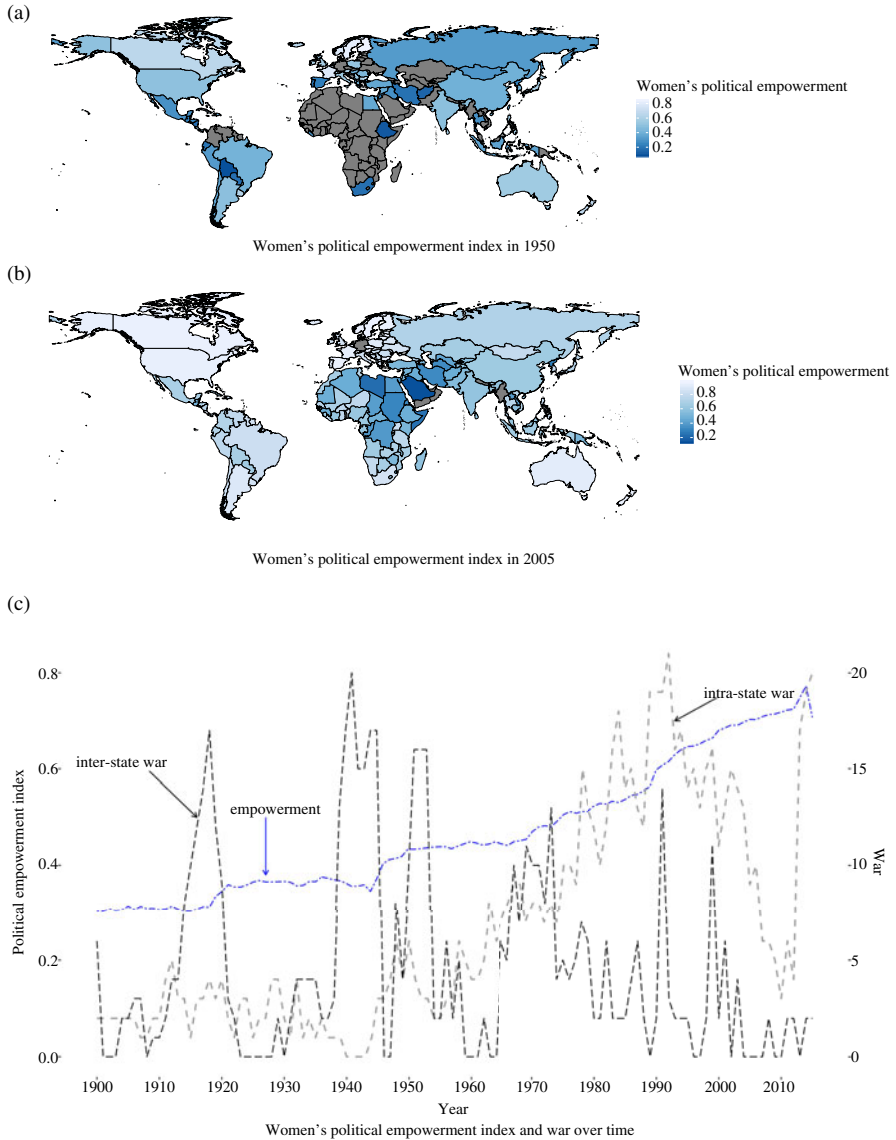 (a)
Women's political empowerment
0.8
0.6
0.4
0.2
Women's political empowerment index in 1950
(b)
Women's political empowerment
0.8
0.6
0.4
0.2
Women's political empowerment index in 2005
(c)
Political empowerment index
0.8
0.6
0.4
0.2
0.0
inter-state war
empowerment
intra-state war
20
15
10
5
0
War
1900 1910 1920 1930 1940 1950 1960 1970 1980 1990 2000 2010
Year
Women's political empowerment index and war over time